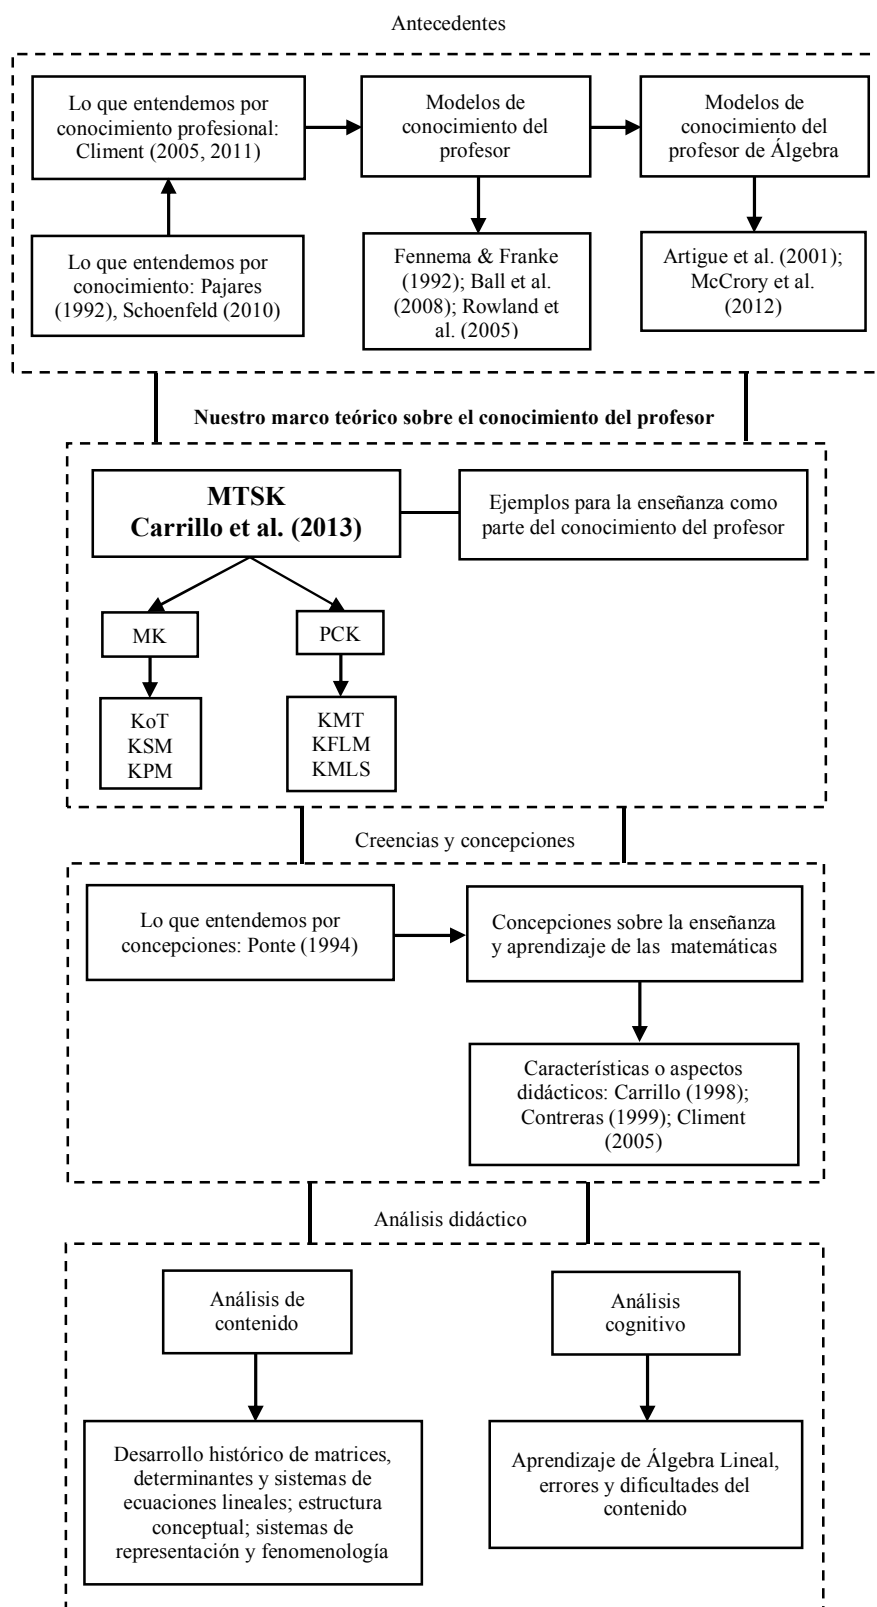 Antecedentes
Lo que entendemos por
conocimiento profesional:
Climent (2005, 2011)
Modelos de
conocimiento del
profesor
Modelos de
conocimiento del
profesor de Álgebra
Lo que entendemos por
conocimiento: Pajares
(1992), Schoenfeld (2010)
Fennema & Franke
(1992); Ball et al.
(2008); Rowland et
al. (2005)
Artigue et al. (2001);
McCrory et al.
(2012)
Nuestro marco teórico sobre el conocimiento del profesor
MTSK
Carrillo et al. (2013)
Ejemplos para la enseñanza como
parte del conocimiento del profesor
MK
PCK
KoT
KSM
KPM
KMT
KFLM
KMLS
Creencias y concepciones
Lo que entendemos por
concepciones: Ponte (1994)
Concepciones sobre la enseñanza
y aprendizaje de las matemáticas
Características o aspectos
didácticos: Carrillo (1998);
Contreras (1999); Climent
(2005)
Análisis didáctico
Análisis de
contenido
Análisis
cognitivo
Desarrollo histórico de matrices,
determinantes y sistemas de
ecuaciones lineales; estructura
conceptual; sistemas de
representación y fenomenología
Aprendizaje de Álgebra Lineal,
errores y dificultades del
contenido